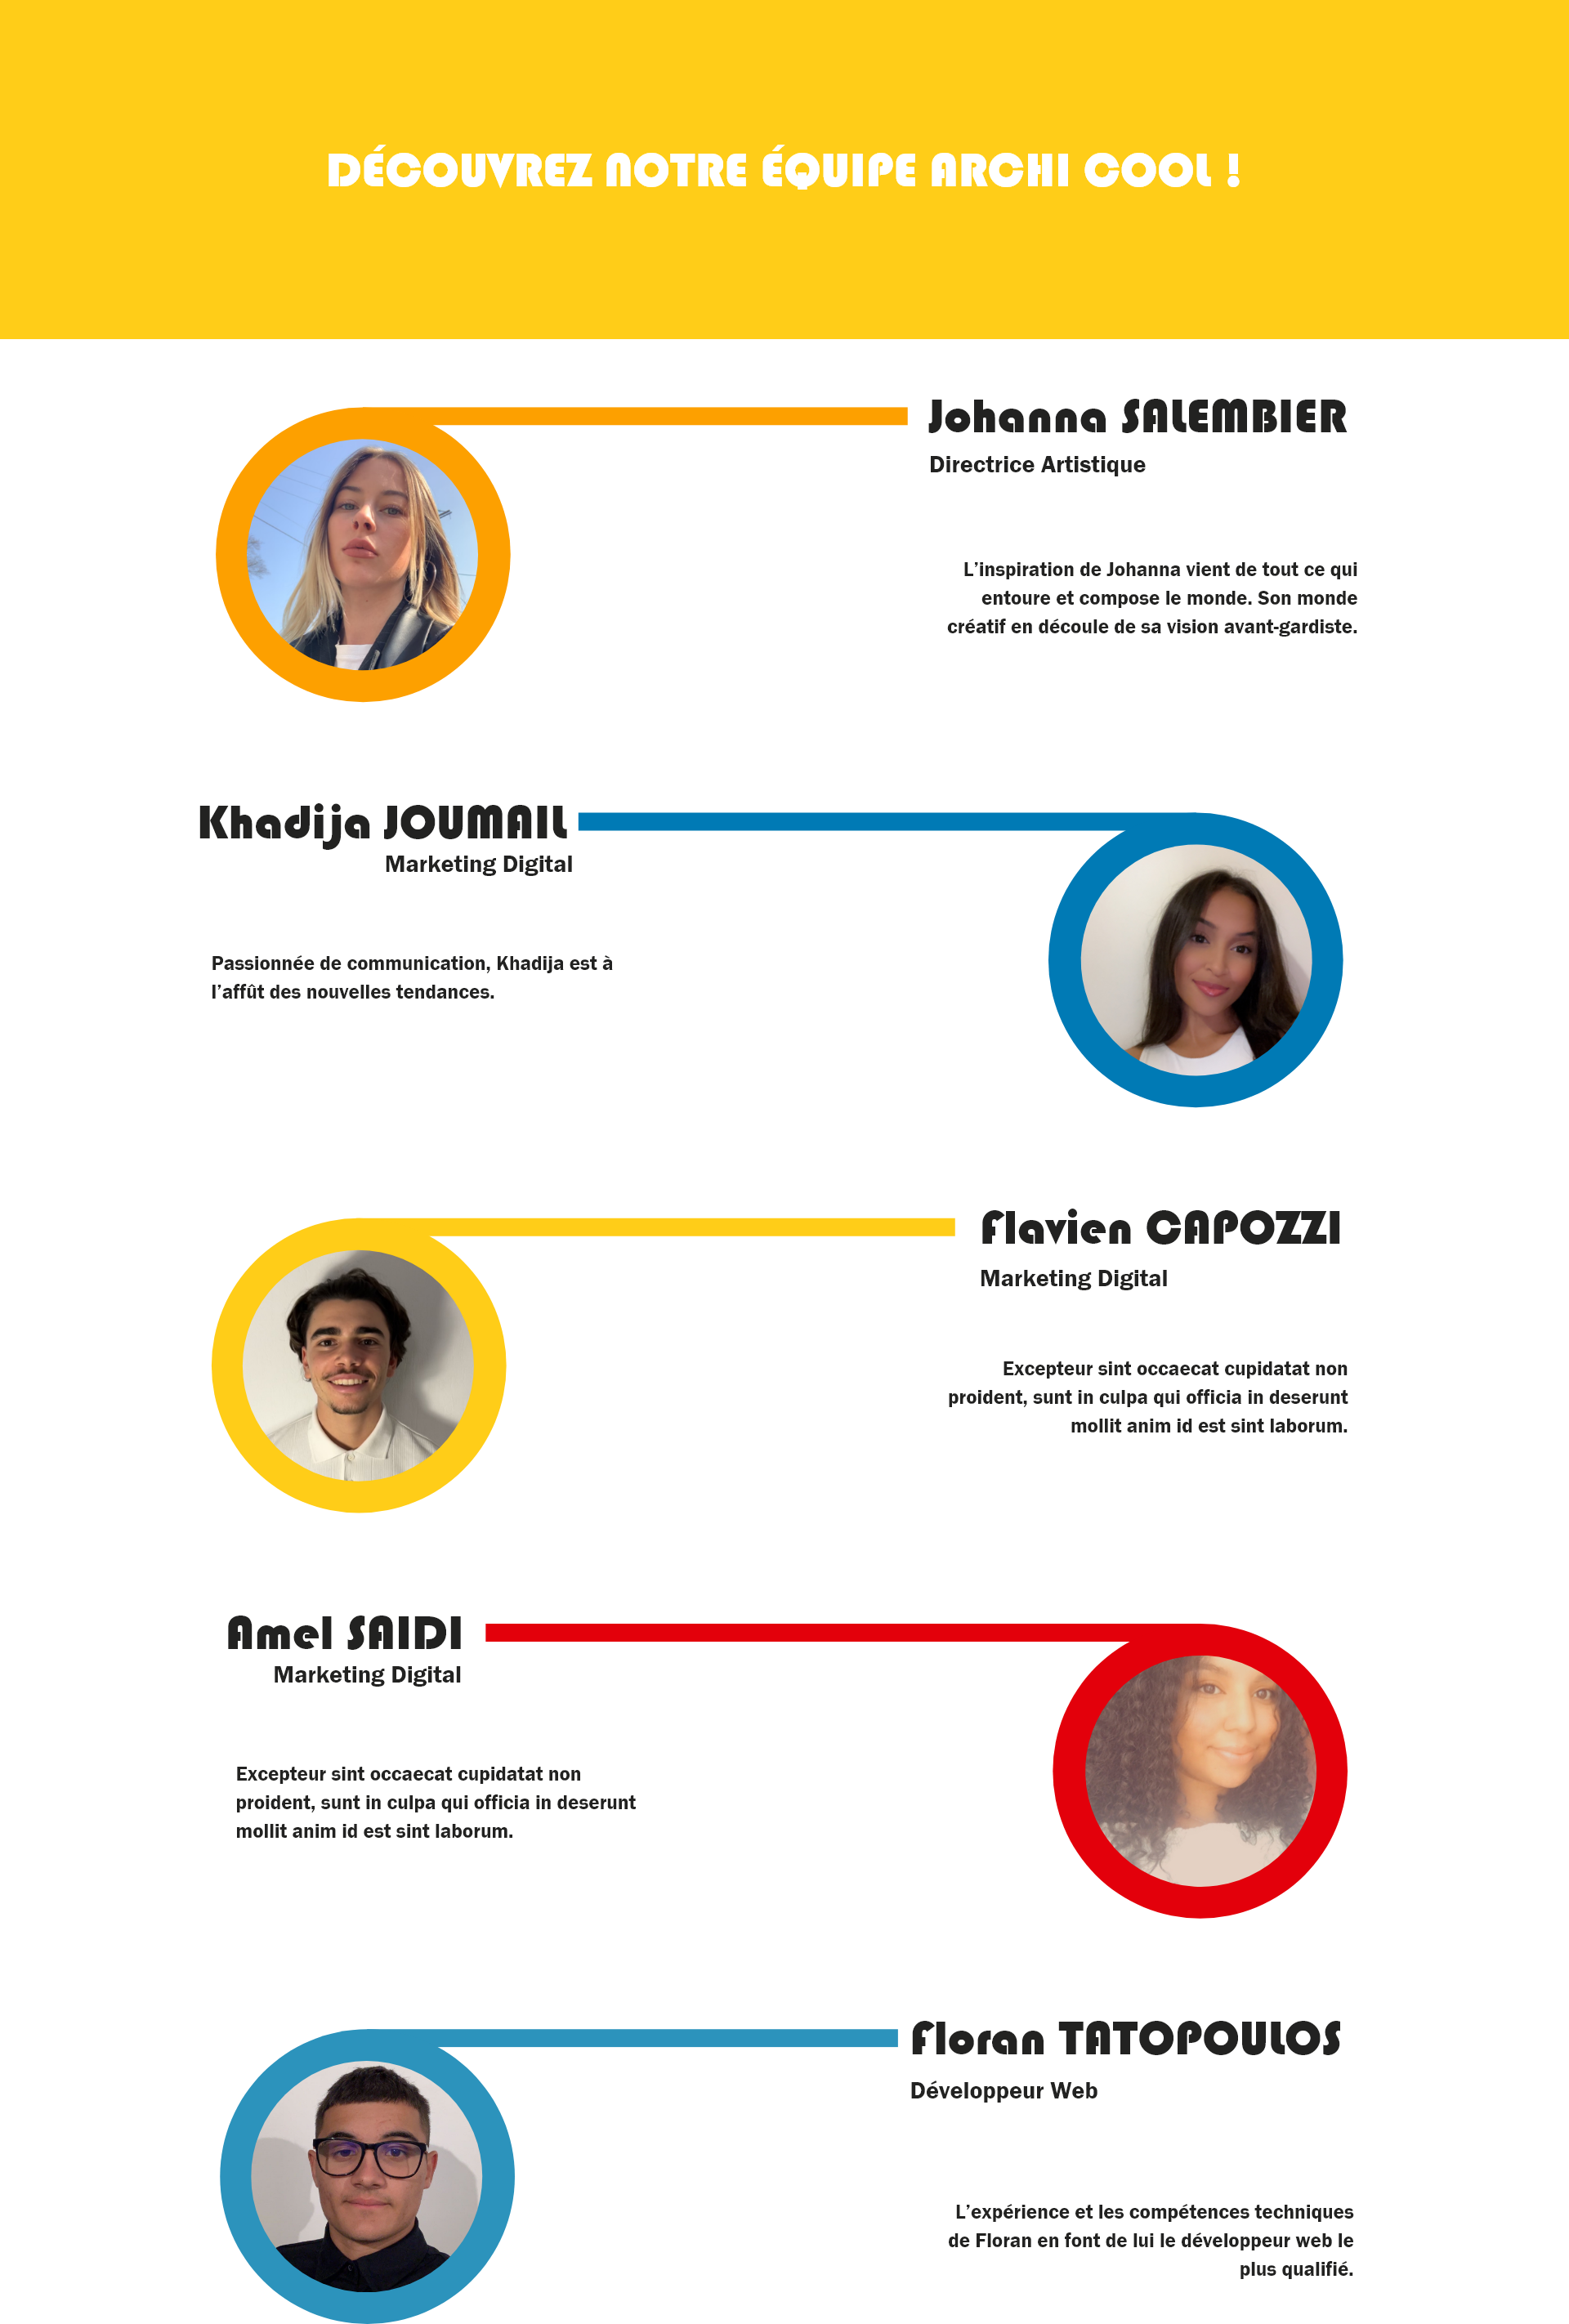 DÉCOUVREZ NOTRE ÉQUIPE ARCHI COOL !
Johanna SALEMBIER
Directrice Artistique
L’inspiration de Johanna vient de tout ce qui
entoure et compose le monde. Son monde
créatif en découle de sa vision avant-gardiste.
Khadija JOUMAIL
Marketing Digital
Passionnée de communication, Khadija est à
l’affût des nouvelles tendances.
Flavien CAPOZZI
Marketing Digital
Excepteur sint occaecat cupidatat non
proident, sunt in culpa qui officia in deserunt
mollit anim id est sint laborum.
Amel SAIDI
Marketing Digital
Excepteur sint occaecat cupidatat non
proident, sunt in culpa qui officia in deserunt
mollit anim id est sint laborum.
Floran TATOPOULOS
Développeur Web
L’expérience et les compétences techniques
de Floran en font de lui le développeur web le
plus qualifié.